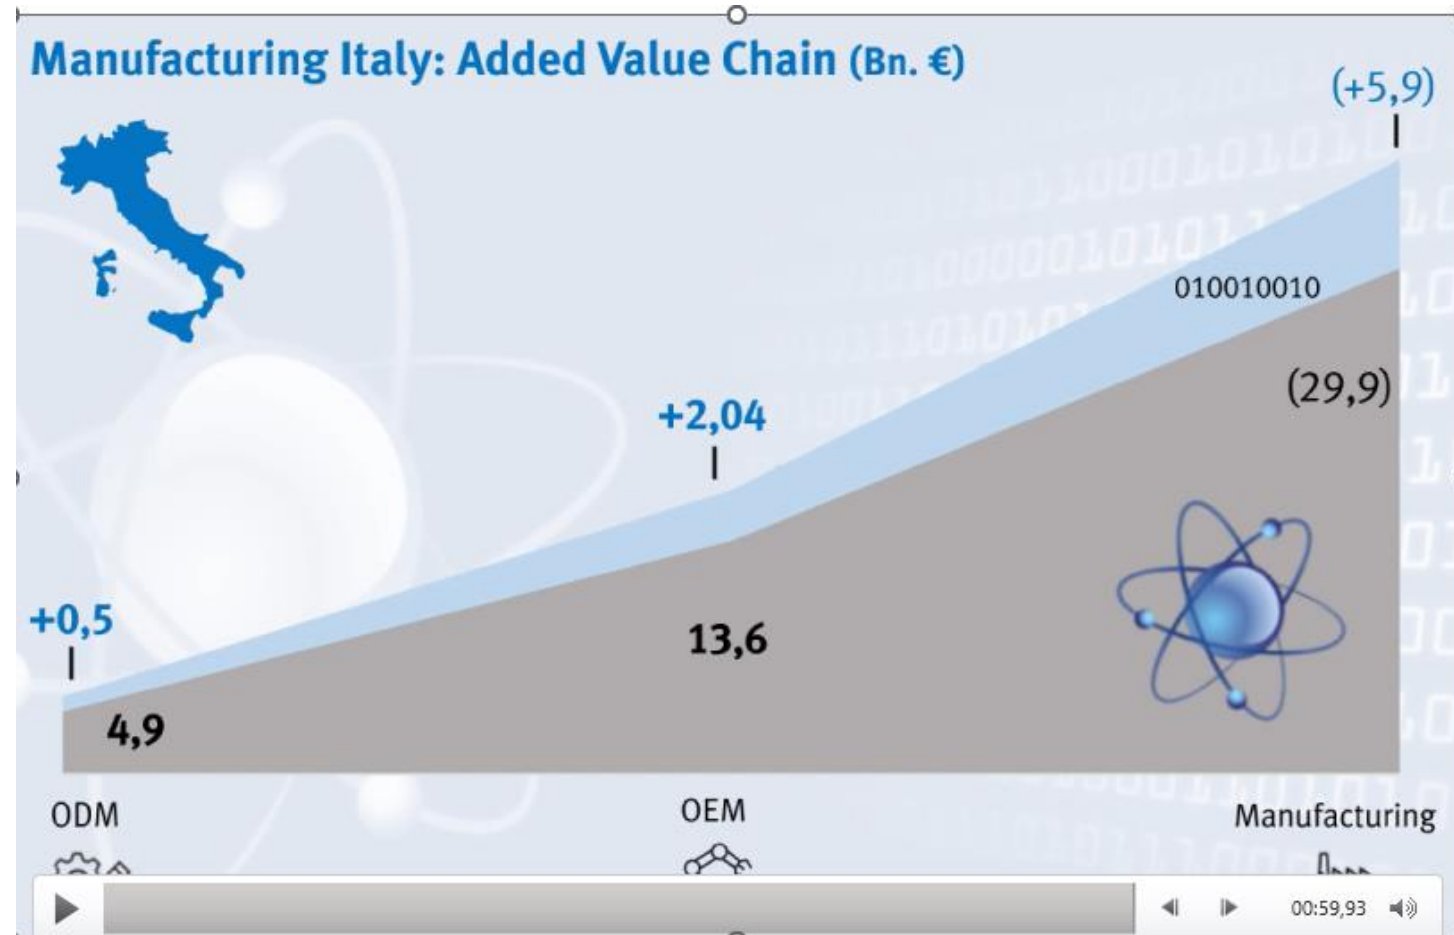 Manufacturing Italy: Added Value Chain (Bn. €)
(+5,9)
010010010
(29,9)
+2,04
13,6
+0,5
4,9
ODM
OEM
Manufacturing
00:59,93